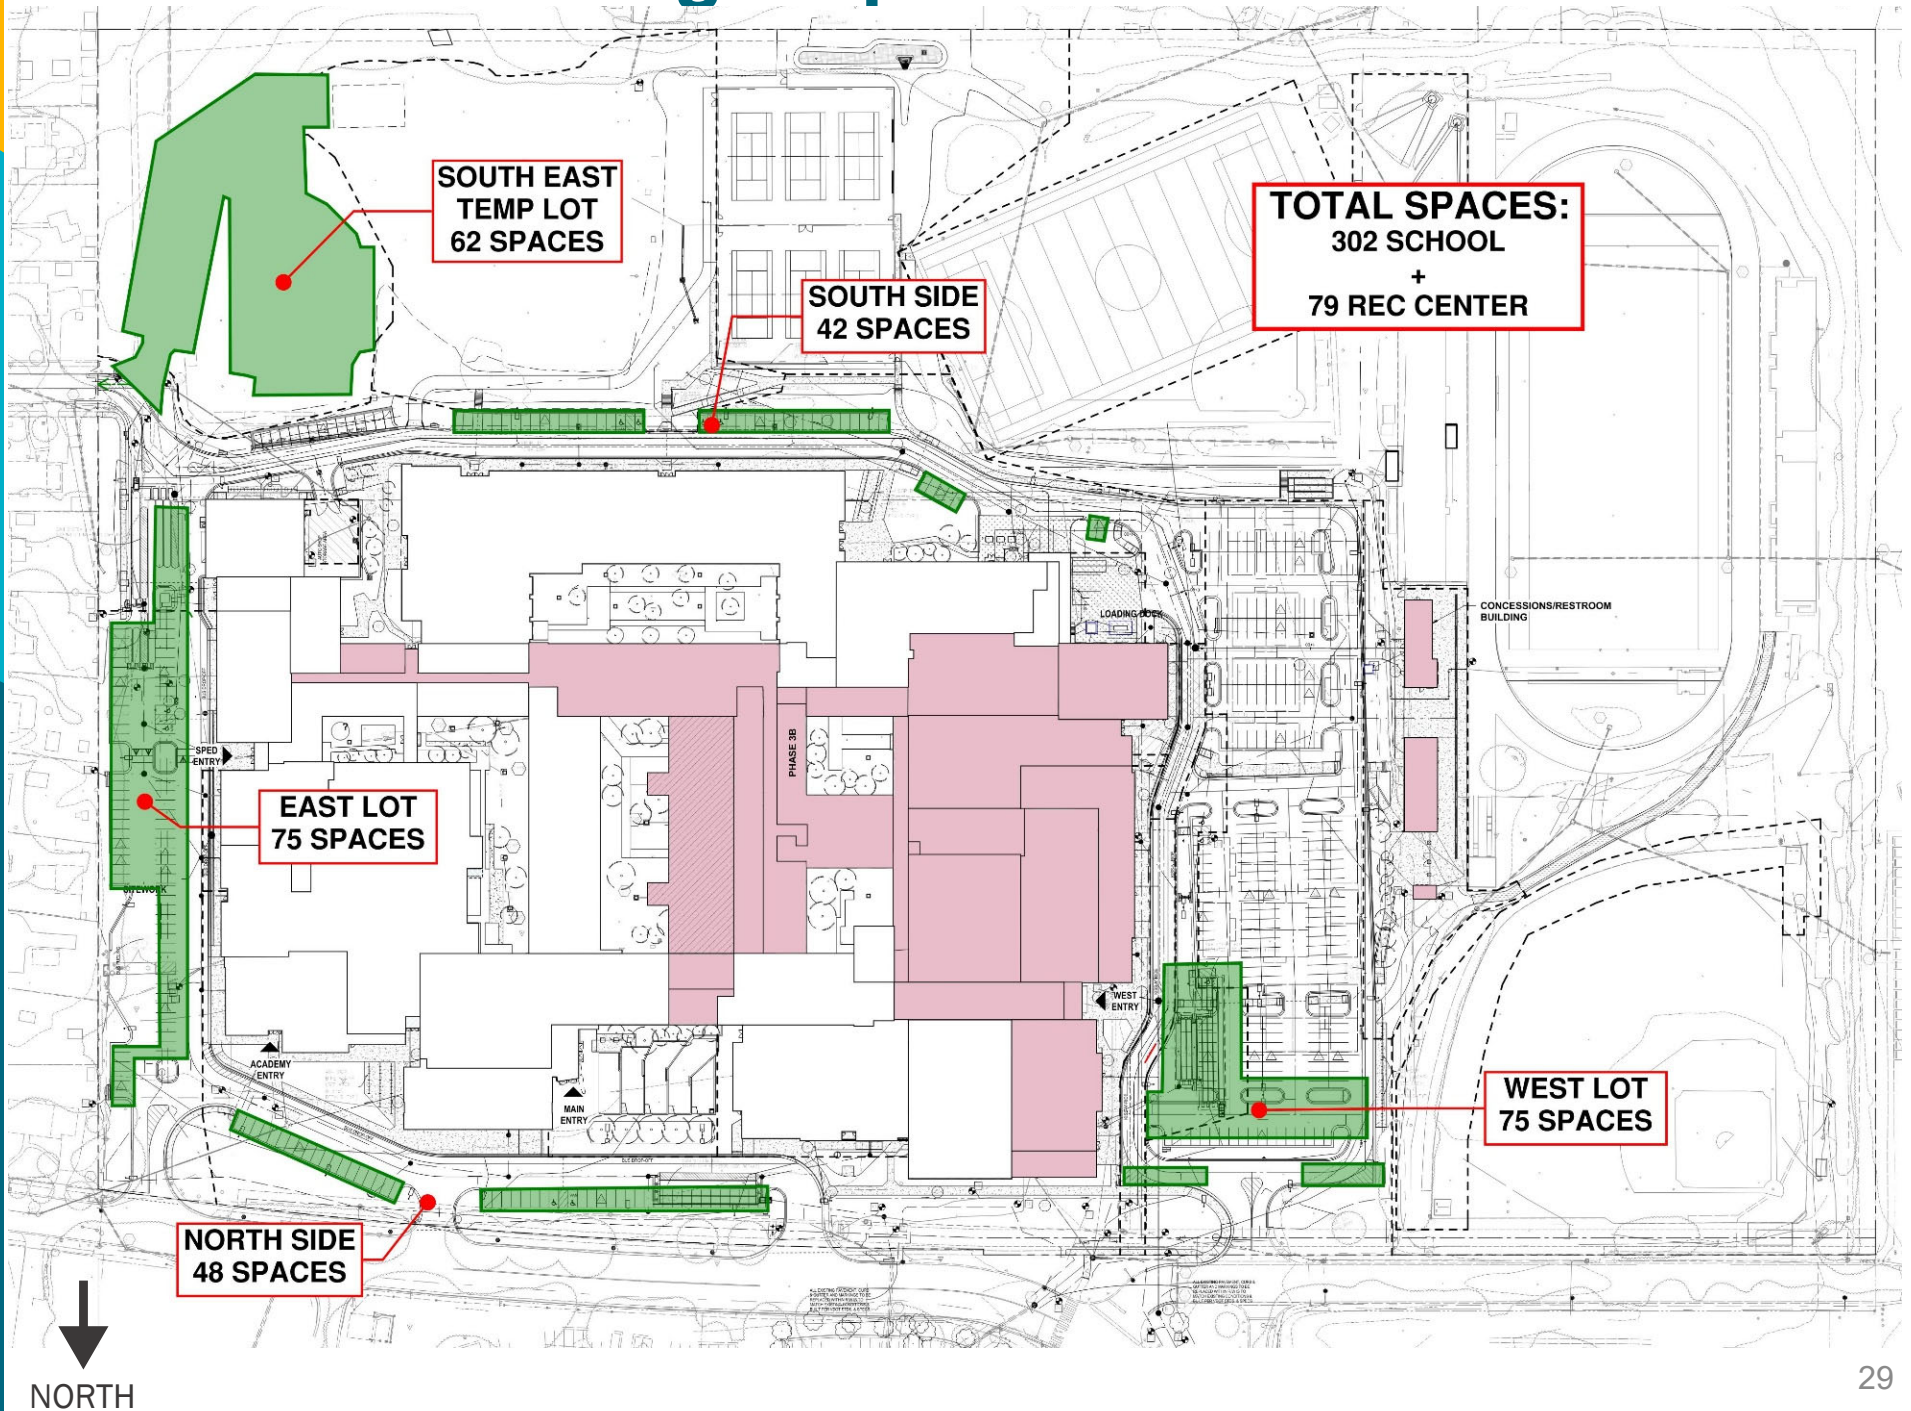 SOUTH EAST
TEMP LOT
62 SPACES
TOTAL SPACES:
302 SCHOOL
+
79 REC CENTER
SOUTH SIDE
42 SPACES
CONCESSIONS/RESTROOM
BUILDING
LOADING DOCK
PHASE 3B
SPED
ENTRY
EAST LOT
75 SPACES
SITEWORK
WEST
ENTRY
ACADEMY
ENTRY
MAIN
ENTRY
WEST LOT
75 SPACES
NORTH SIDE
48 SPACES
NORTH
29